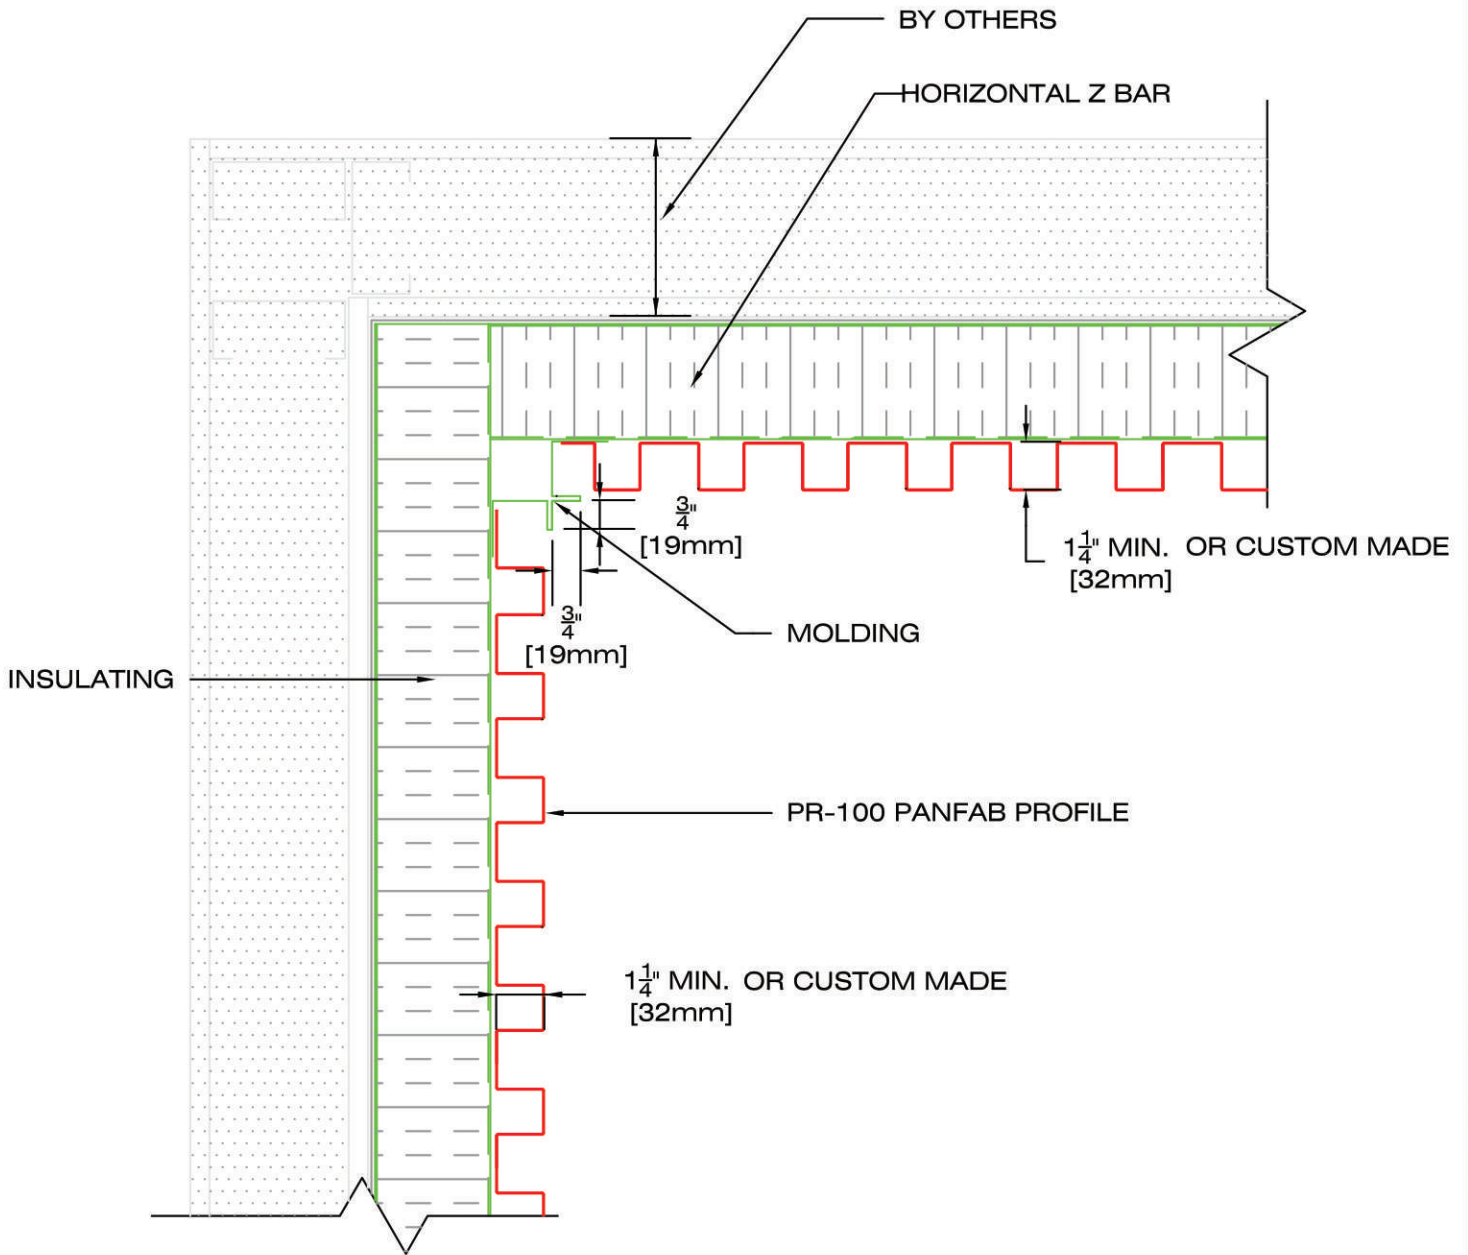 BY OTHERS
HORIZONTAL Z BAR
3/4"
[19mm]
1 1/4" MIN. OR CUSTOM MADE
[32mm]
3/4"
[19mm]
MOLDING
INSULATING
PR-100 PANFAB PROFILE
1 1/4" MIN. OR CUSTOM MADE
[32mm]